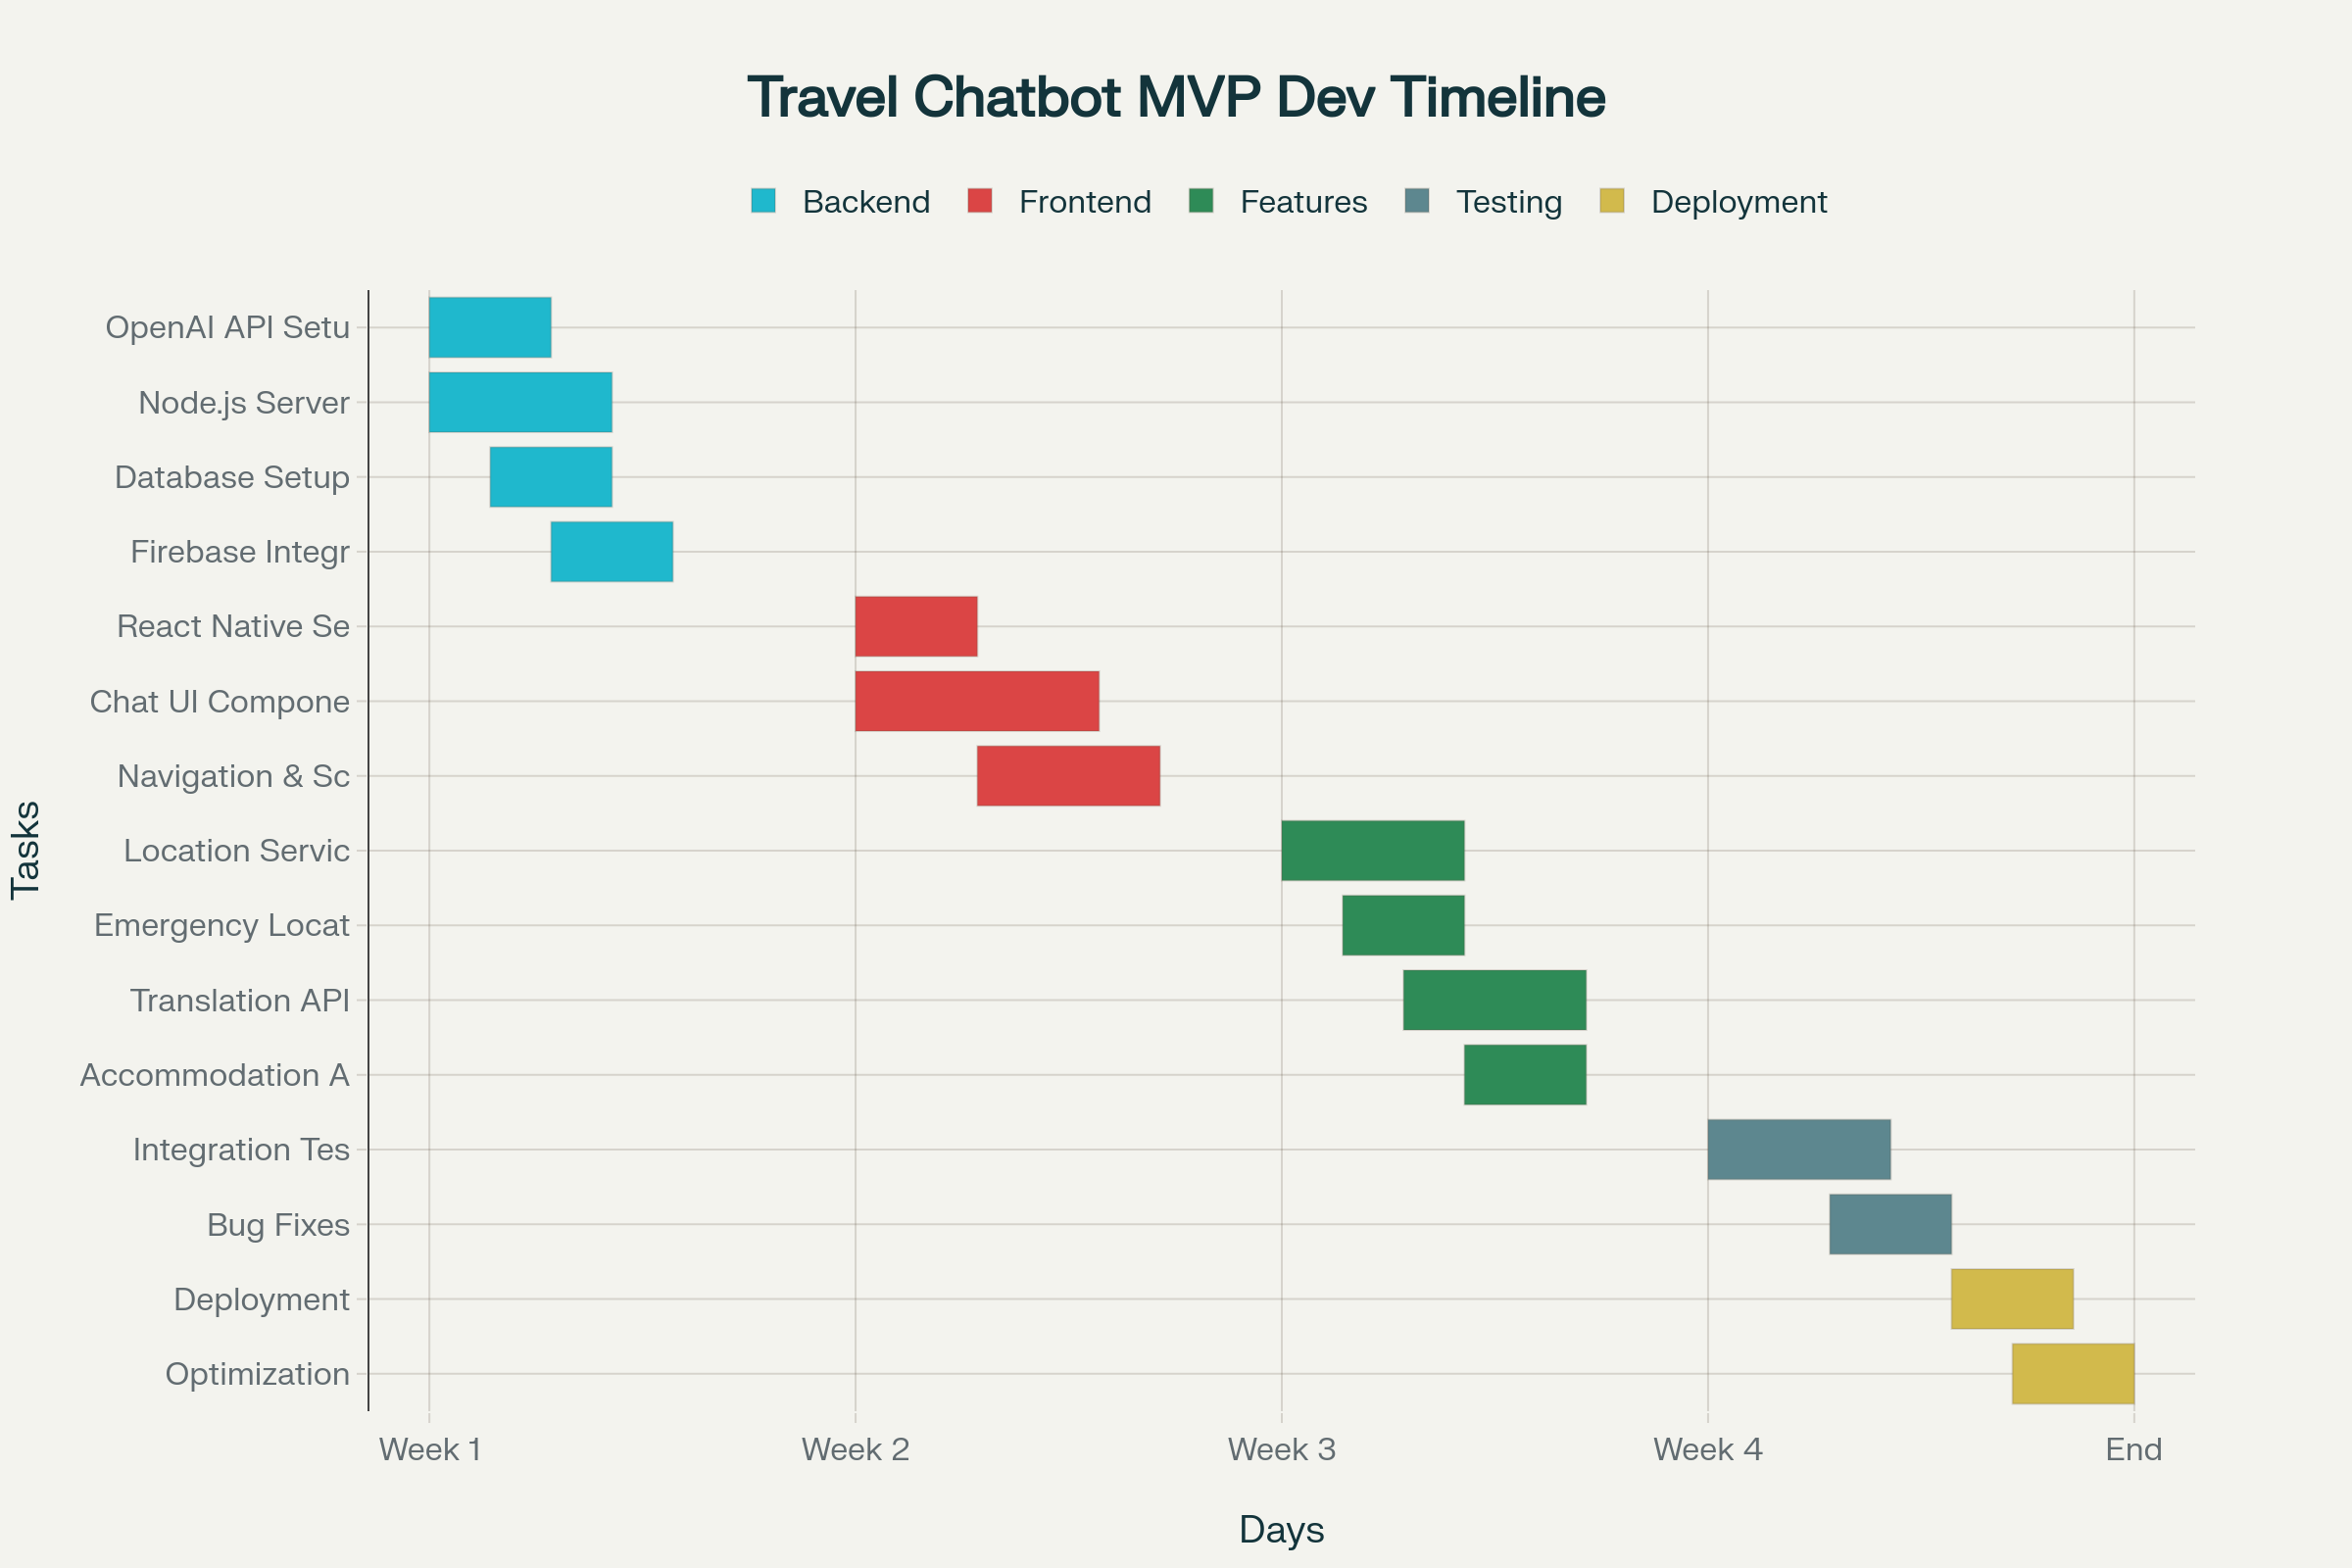 Travel Chatbot MVP Dev Timeline
Backend Frontend Features Testing Deployment
OpenAI API Setu
Node.js Server
Database Setup
Firebase Integr
React Native Se
Chat UI Compone
Navigation & Sc
Location Servic
Emergency Locat
Translation API
Accommodation A
Integration Tes
Bug Fixes
Deployment
Optimization
Tasks
Week 1 Week 2 Week 3 Week 4 End
Days